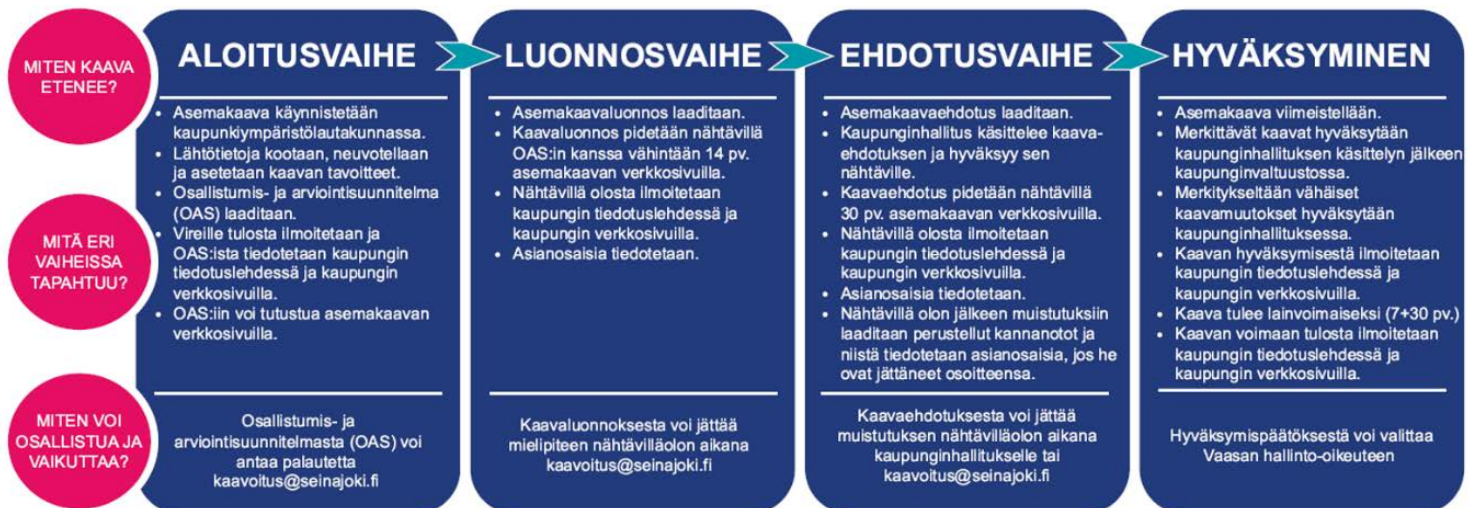 MITEN KAAVA
ETENEE?
MITÄ ERI
VAIHEISSA
TAPAHTUU?
MITEN VOI
OSALLISTUA JA
VAIKUTTAA?
ALOITUSVAIHE
• Asemakaava käynnistetään
kaupunkiympäristölautakunnassa.
• Lähtötietoja kootaan, neuvotellaan
ja asetetaan kaavan tavoitteet.
• Osallistumis- ja arviointisuunnitelma
(OAS) laaditaan.
• Vireille tulosta ilmoitetaan ja
OAS:ista tiedotetaan kaupungin
tiedotuslehdessä ja kaupungin
verkkosivuilla.
• OAS:iin voi tutustua asemakaavan
verkkosivuilla.
Osallistumis- ja
arviointisuunnitelmasta (OAS) voi
antaa palautetta
kaavoitus@seinajoki.fi
LUONNOSVAIHE
• Asemakaavaluonnos laaditaan.
• Kaavaluonnos pidetään nähtävillä
OAS:in kanssa vähintään 14 pv.
asemakaavan verkkosivuilla.
• Nähtävillä olosta ilmoitetaan
kaupungin tiedotuslehdessä ja
kaupungin verkkosivuilla.
• Asianosaisia tiedotetaan.
Kaavaluonnoksesta voi jättää
mielipiteen nähtävilläolon aikana
kaavoitus@seinajoki.fi
EHDOTUSVAIHE
• Asemakaavaehdotus laaditaan.
• Kaupunginhallitus käsittelee kaava-
ehdotuksen ja hyväksyy sen
nähtäville.
• Kaavaehdotus pidetään nähtävillä
30 pv. asemakaavan verkkosivuilla.
• Nähtävillä olosta ilmoitetaan
kaupungin tiedotuslehdessä ja
kaupungin verkkosivuilla.
• Asianosaisia tiedotetaan.
• Nähtävillä olon jälkeen muistutuksiin
laaditaan perustellut kannanotot ja
niistä tiedotetaan asianosaisia, jos he
ovat jättäneet osoitteensa.
Kaavaehdotuksesta voi jättää
muistutuksen nähtävilläolon aikana
kaupunginhallitukselle tai
kaavoitus@seinajoki.fi
HYVÄKSYMINEN
• Asemakaava viimeistellään.
• Merkittävät kaavat hyväksytään
kaupunginhallituksen käsittelyn jälkeen
kaupunginvaltuustossa.
• Merkitykseltään vähäiset
kaavamuutokset hyväksytään
kaupunginhallituksessa.
• Kaavan hyväksymisestä ilmoitetaan
kaupungin tiedotuslehdessä ja
kaupungin verkkosivuilla.
• Kaava tulee lainvoimaiseksi (7+30 pv.)
• Kaavan voimaan tulosta ilmoitetaan
kaupungin tiedotuslehdessä ja
kaupungin verkkosivuilla.
Hyväksymispäätöksestä voi valittaa
Vaasan hallinto-oikeuteen